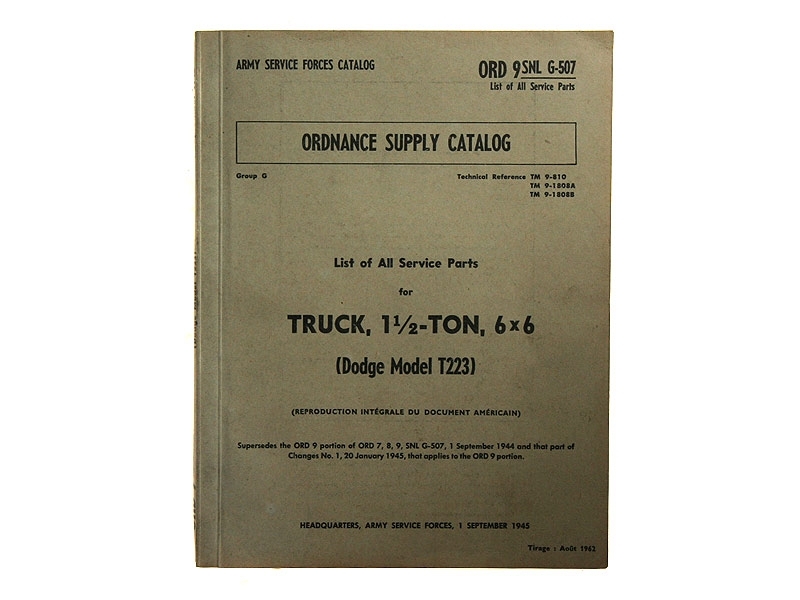 ARMY SERVICE FORCES CATALOG
ORD 9 SNL G-507
List of All Service Parts
ORDNANCE SUPPLY CATALOG
Group G
Technical Reference TM 9-810
TM 9-1808A
TM 9-1808B
List of All Service Parts
for
TRUCK, 1½-TON, 6×6
(Dodge Model T223)
(REPRODUCTION INTÉGRALE DU DOCUMENT AMÉRICAIN)
Supersedes the ORD 9 portion of ORD 7, 8, 9, SNL G-507, 1 September 1944 and that part of
Changes No. 1, 20 January 1945, that applies to the ORD 9 portion.
HEADQUARTERS, ARMY SERVICE FORCES, 1 SEPTEMBER 1945
Tirage : Août 1962